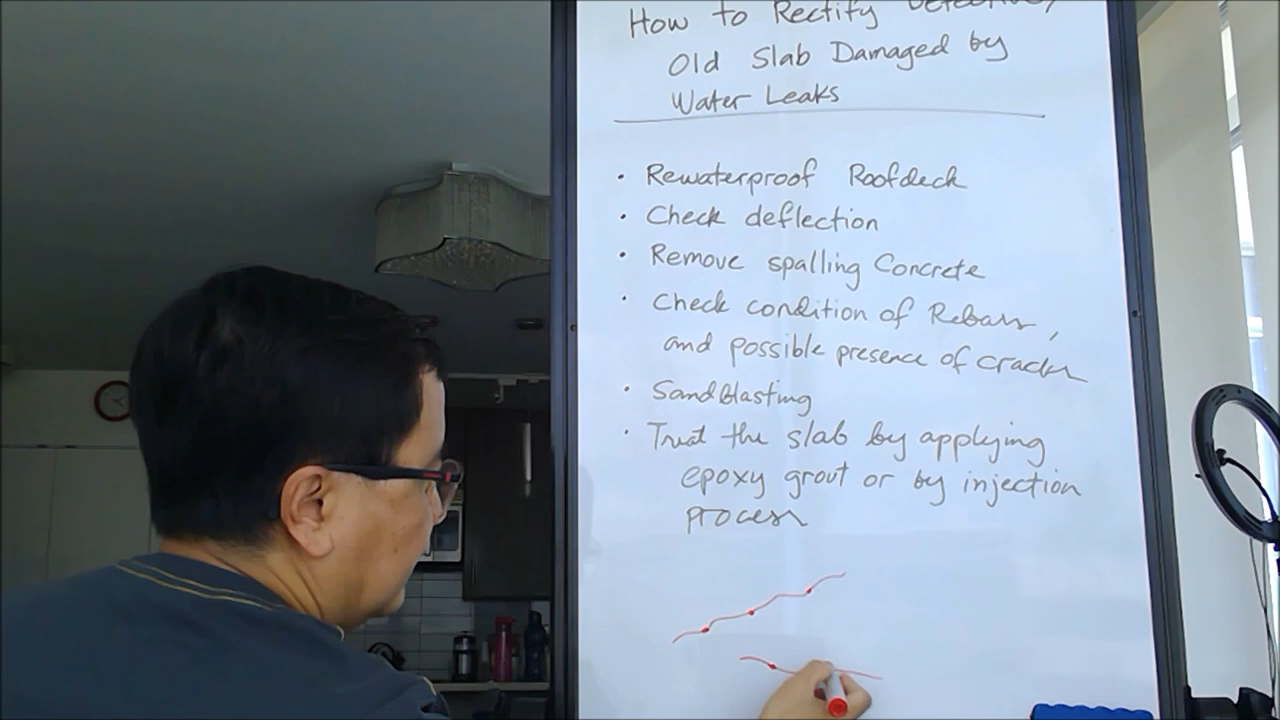 How to Rectify Defective/
Old Slab Damaged by
Water Leaks
• Rewaterproof Roofdeck
• Check deflection
• Remove spalling Concrete
• Check condition of Rebars,
and possible presence of cracks
• Sandblasting
• Treat the slab by applying
epoxy grout or by injection
process